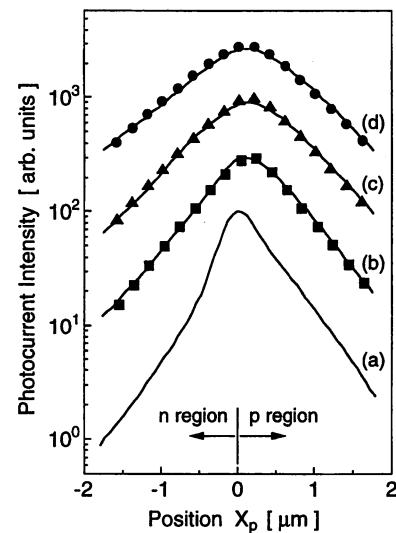 Photocurrent Intensity [ arb. units ]
10³
10²
10¹
10⁰
(d)
(c)
(b)
(a)
n region
p region
-2 -1 0 1 2
Position Xₚ [ μm ]